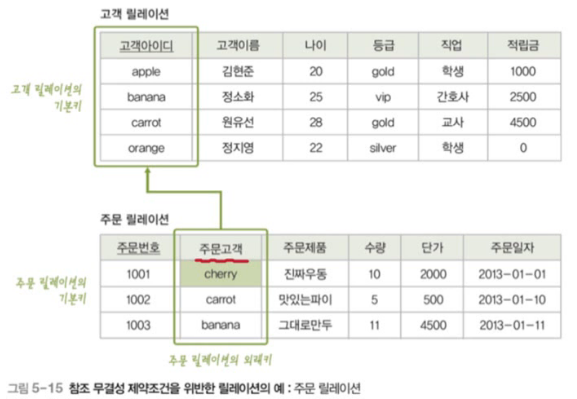 고객 릴레이션
고객아이디 고객이름 나이 등급 직업 적립금
apple 김현준 20 gold 학생 1000
고객 릴레이션의
기본키
banana 정소화 25 vip 간호사 2500
carrot 원유선 28 gold 교사 4500
orange 정지영 22 silver 학생 0
주문 릴레이션
주문번호 주문고객 주문제품 수량 단가 주문일자
1001 cherry 진짜우동 10 2000 2013-01-01
주문 릴레이션의
기본키
1002 carrot 맛있는파이 5 500 2013-01-10
1003 banana 그대로만두 11 4500 2013-01-11
주문 릴레이션의 외래키
그림 5-15 참조 무결성 제약조건을 위반한 릴레이션의 예 : 주문 릴레이션